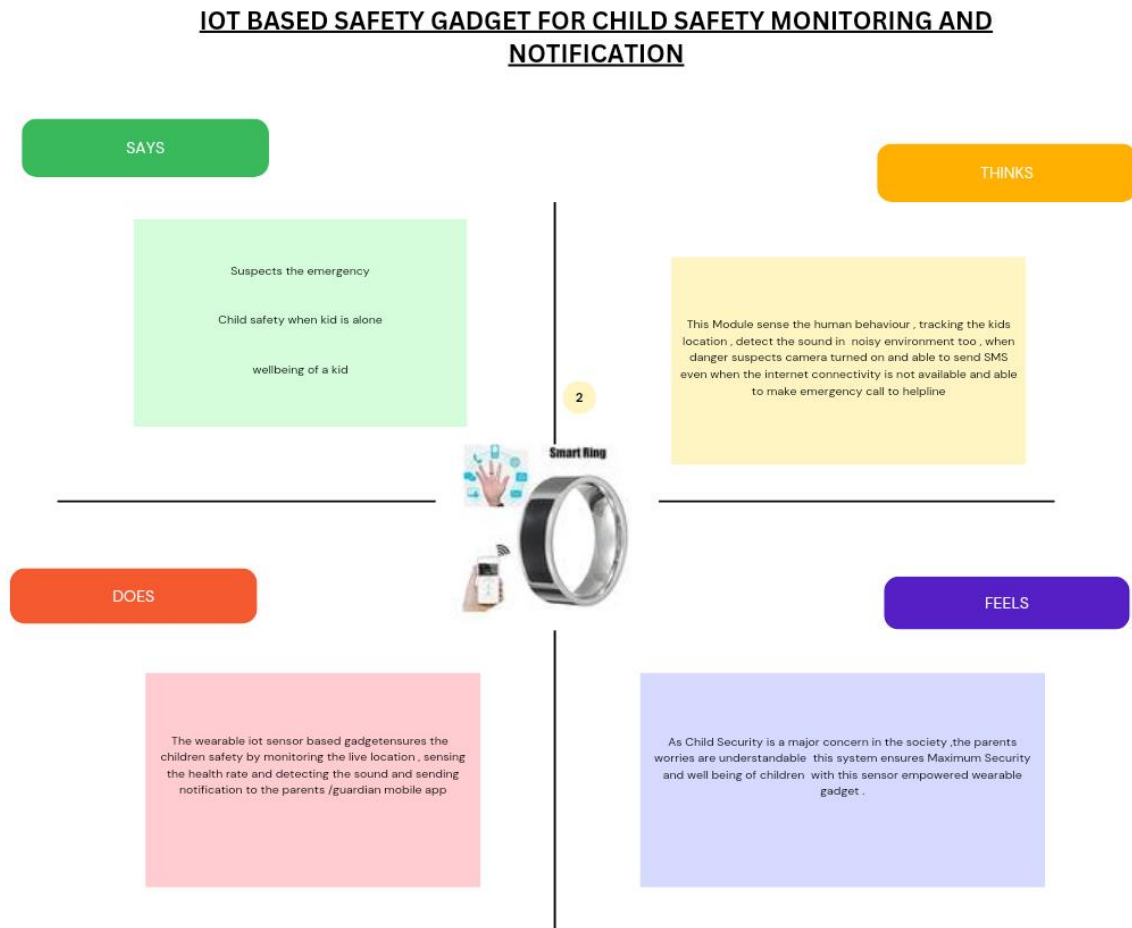 IOT BASED SAFETY GADGET FOR CHILD SAFETY MONITORING AND
NOTIFICATION
SAYS
THINKS
Suspects the emergency
Child safety when kid is alone
wellbeing of a kid
This Module sense the human behaviour , tracking the kids
location , detect the sound in noisy environment too , when
danger suspects camera turned on and able to send SMS
even when the internet connectivity is not available and able
to make emergency call to helpline
2
Smart Ring
DOES
FEELS
The wearable iot sensor based gadgetensures the
children safety by monitoring the live location , sensing
the health rate and detecting the sound and sending
notification to the parents /guardian mobile app
As Child Security is a major concern in the society ,the parents
worries are understandable this system ensures Maximum Security
and well being of children with this sensor empowered wearable
gadget .